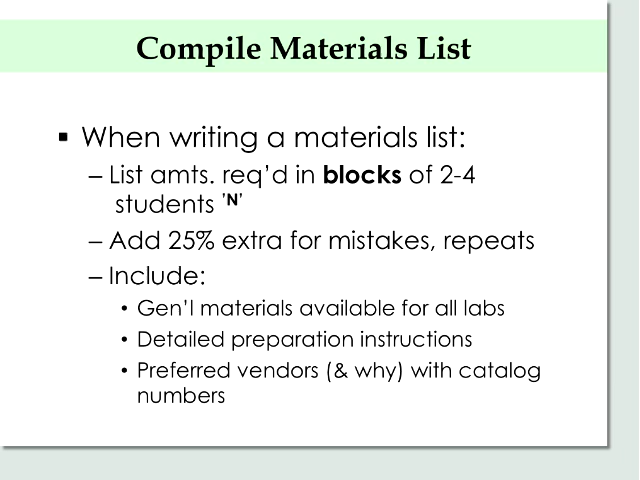 Compile Materials List
▪ When writing a materials list:
– List amts. req'd in blocks of 2-4
students 'N'
– Add 25% extra for mistakes, repeats
– Include:
• Gen'l materials available for all labs
• Detailed preparation instructions
• Preferred vendors (& why) with catalog
numbers